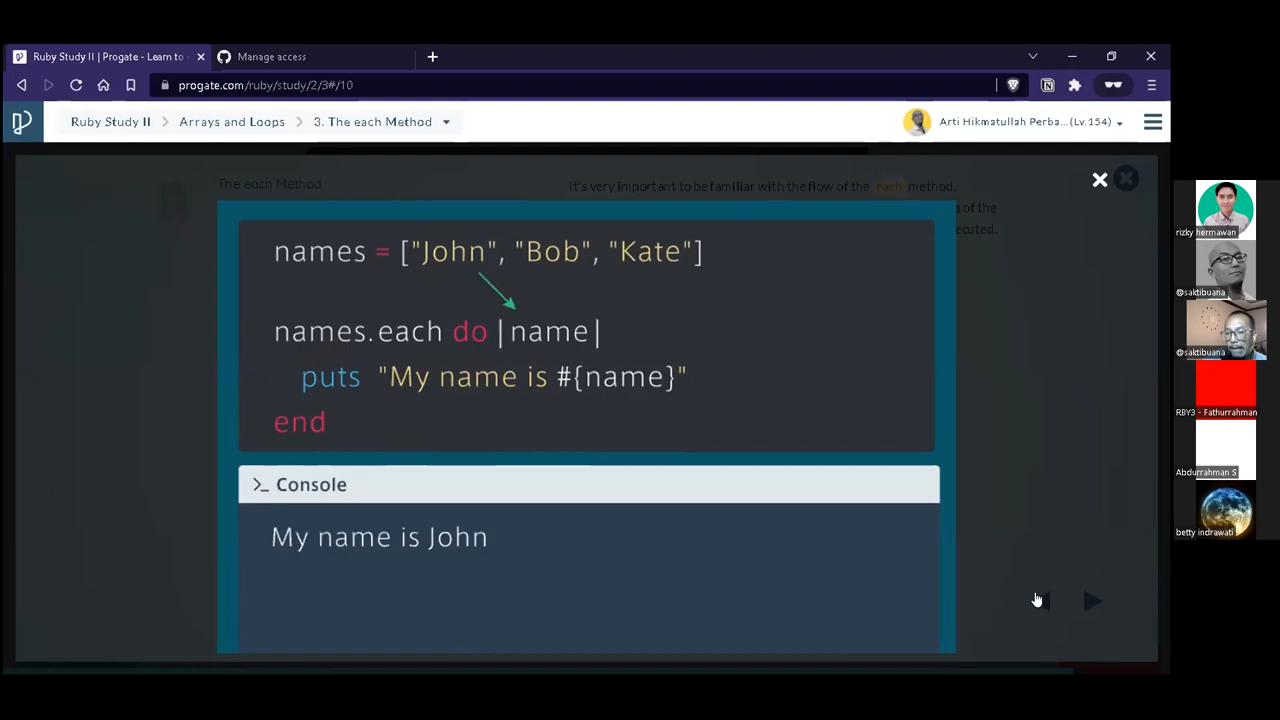 Ruby Study II | Progate - Learn to
Manage access
progate.com/ruby/study/2/3#/10
Ruby Study II
Arrays and Loops
3. The each Method
Arti Hikmatullah Perba...(Lv.154)
The each Method
It's very important to be familiar with the flow of the each method.
s of the
cuted.
names = ["John", "Bob", "Kate"]
names.each do |name|
puts "My name is #{name}"
end
>_ Console
My name is John
rizky hermawan
@saktibuana
@saktibuana
RBY3 - Fathurrahman
Abdurrahman S
betty indrawati